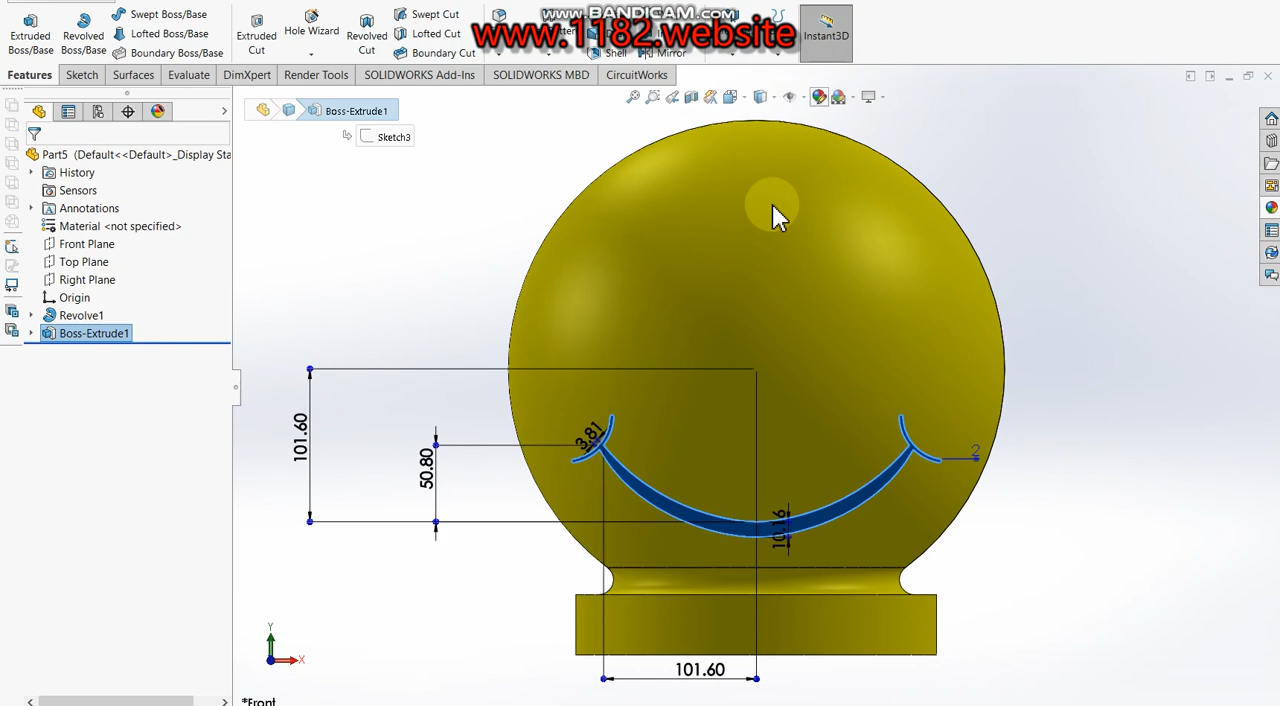 www.BANDICAM.com
www.1182.website
Extruded Boss/Base
Revolved Boss/Base
Swept Boss/Base
Lofted Boss/Base
Boundary Boss/Base
Extruded Cut
Hole Wizard
Revolved Cut
Swept Cut
Lofted Cut
Boundary Cut
Shell
Mirror
Instant3D
Features
Sketch
Surfaces
Evaluate
DimXpert
Render Tools
SOLIDWORKS Add-Ins
SOLIDWORKS MBD
CircuitWorks
Boss-Extrude1
Sketch3
Part5 (Default<<Default>_Display Sta
History
Sensors
Annotations
Material <not specified>
Front Plane
Top Plane
Right Plane
Origin
Revolve1
Boss-Extrude1
3.81
101.60
50.80
2
10.16
101.60
Y
X
*Front